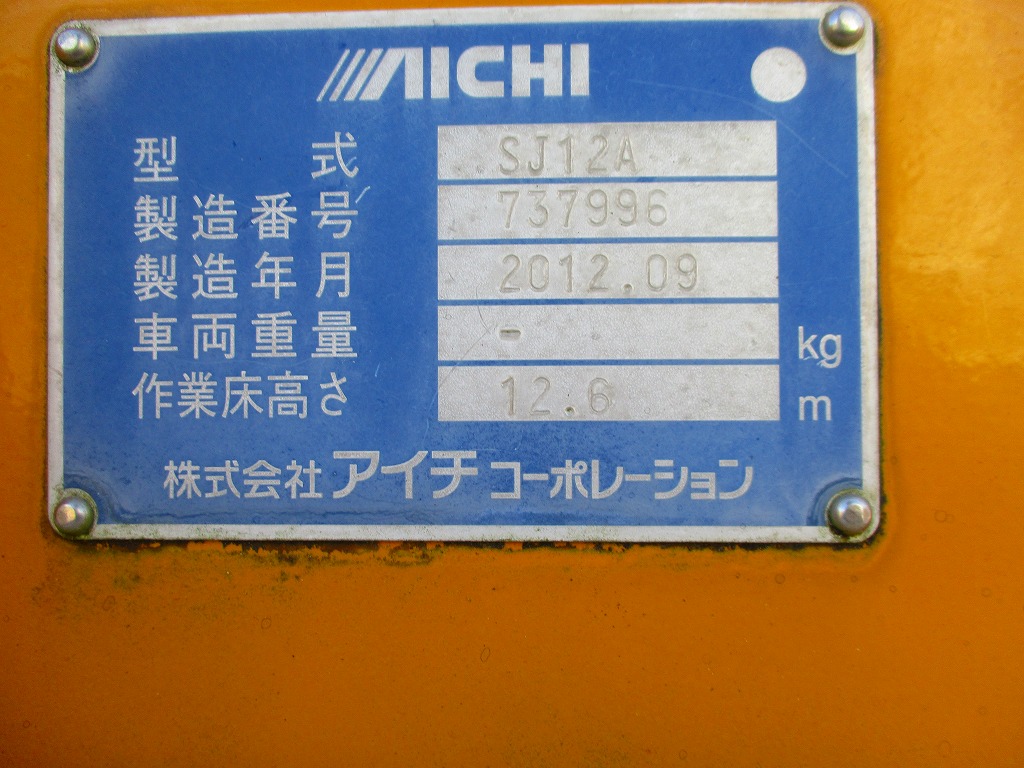 AICHI
型式 SJ12A
製造番号 737996
製造年月 2012.09
車両重量 - kg
作業床高さ 12.6 m
株式会社アイチコーポレーション